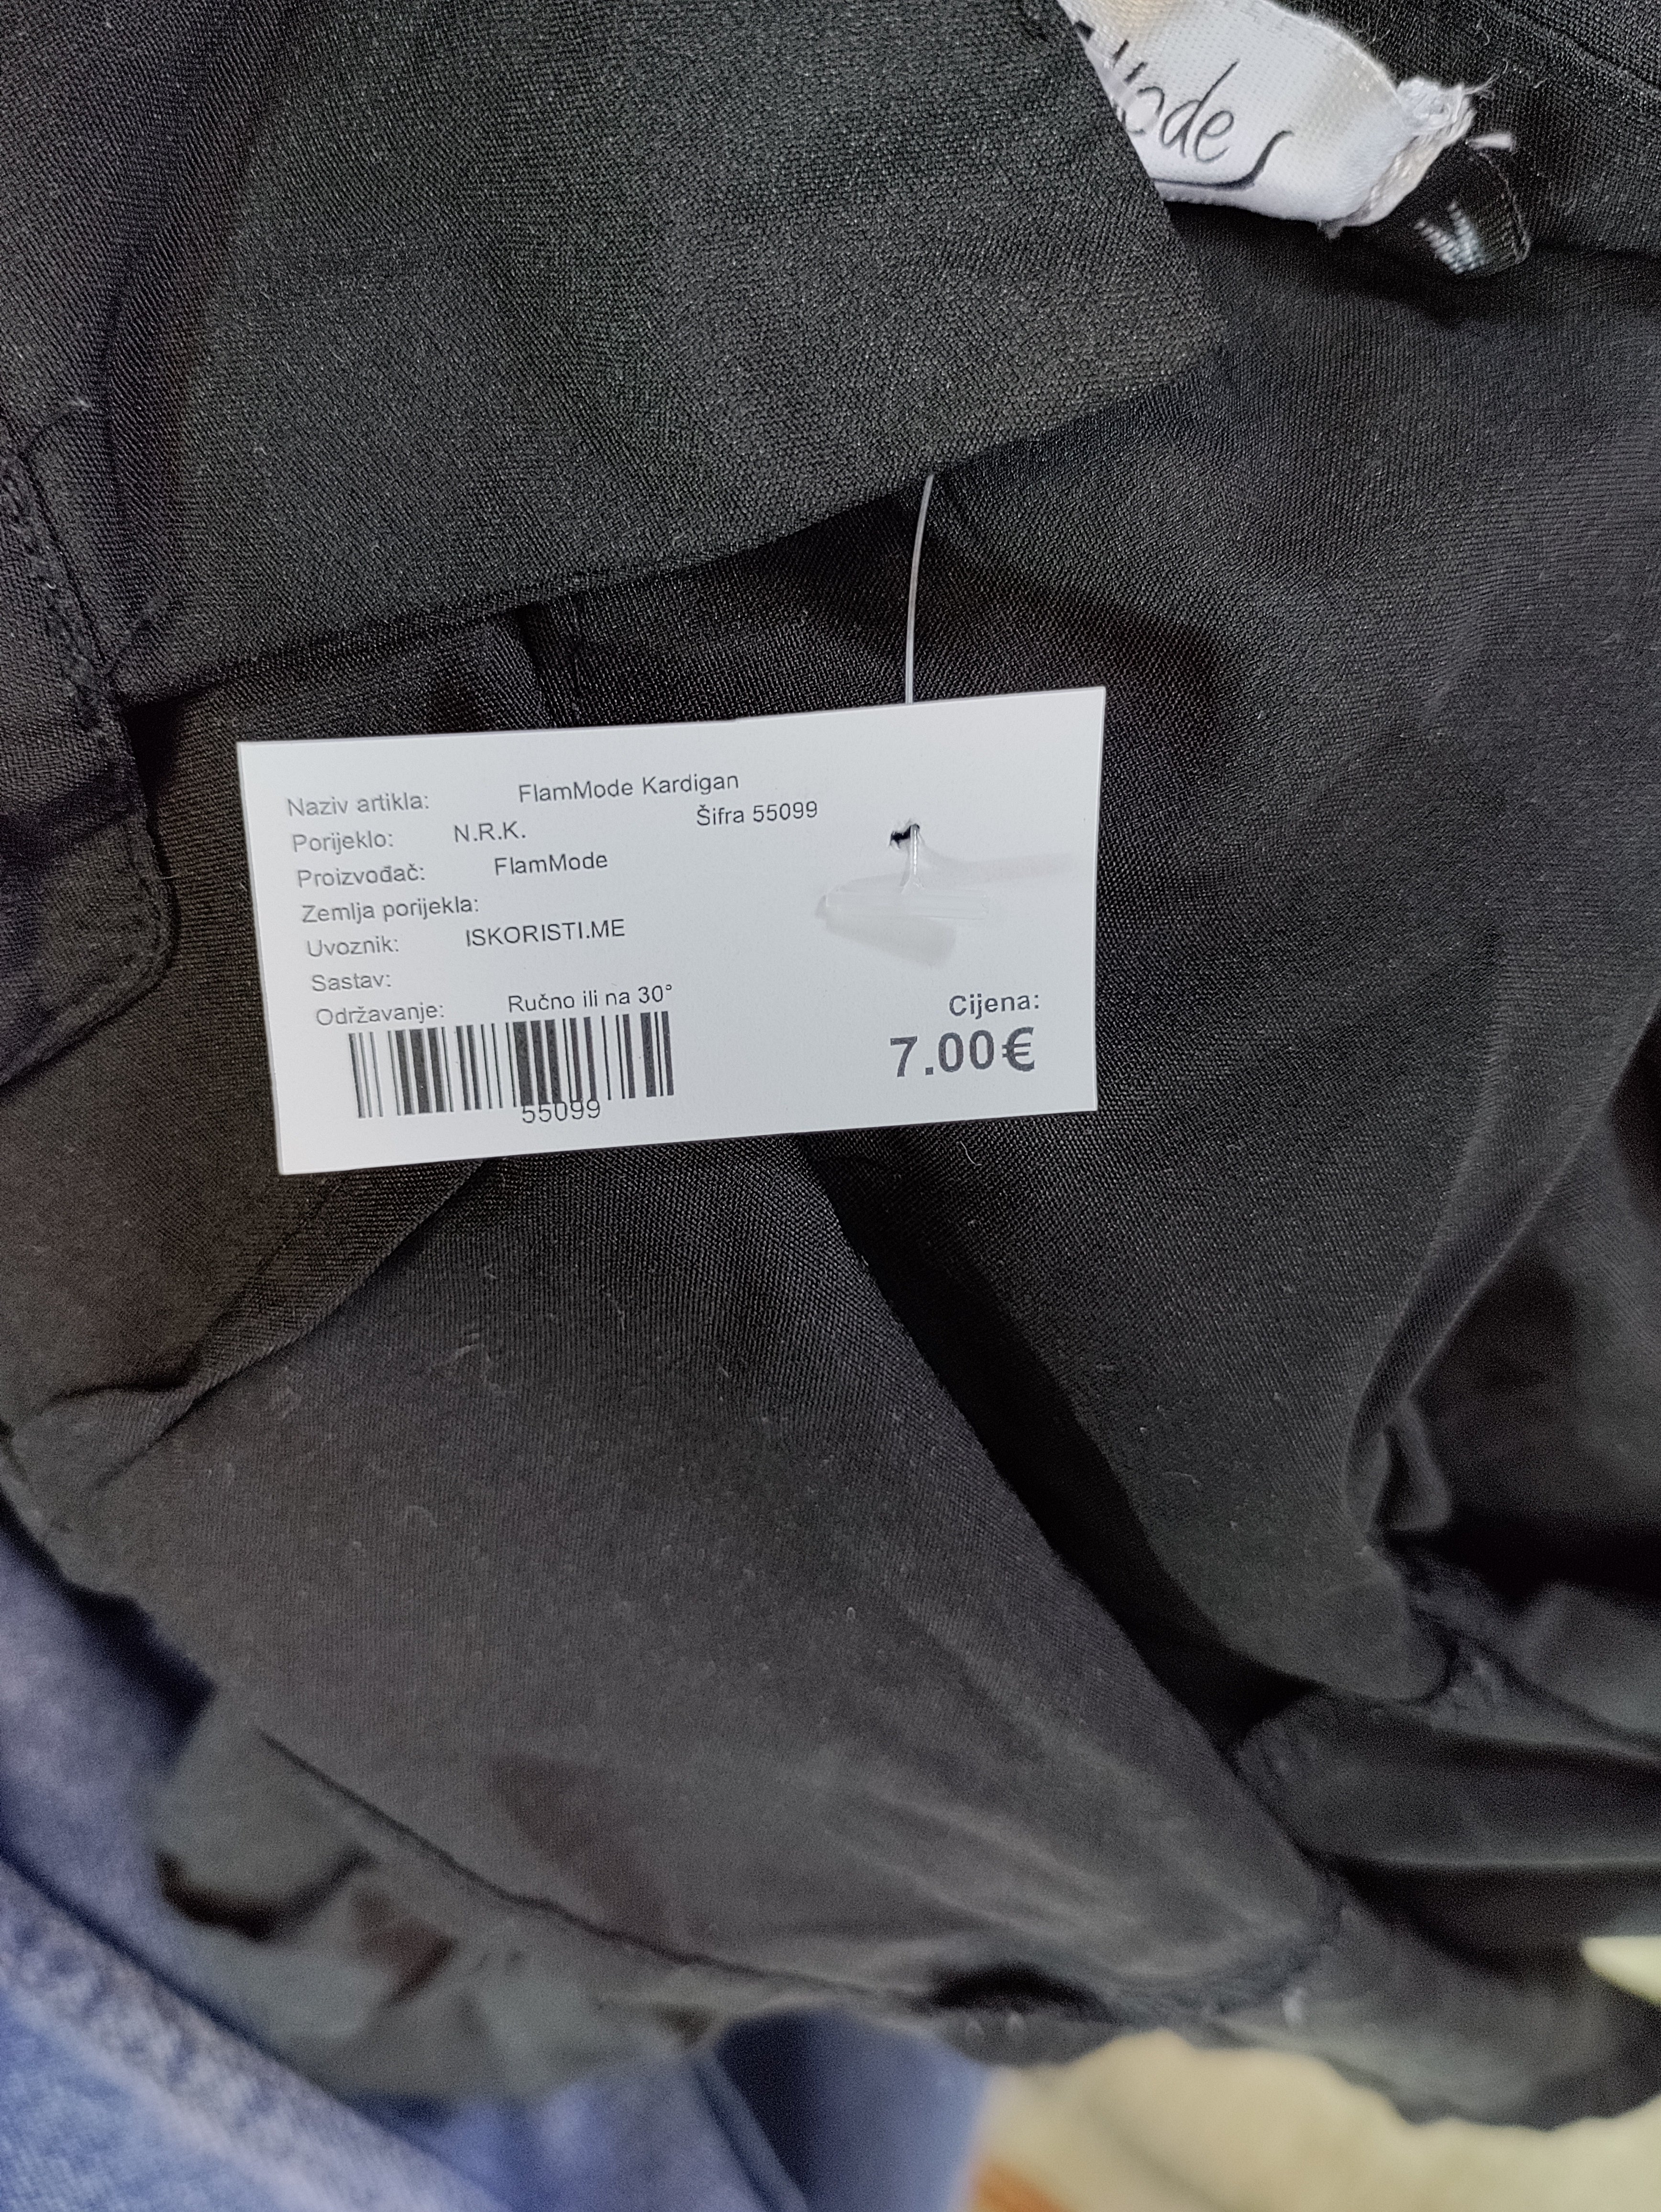 ode
Naziv artikla: FlamMode Kardigan
Porijeklo: N.R.K. Šifra 55099
Proizvođač: FlamMode
Zemlja porijekla:
Uvoznik: ISKORISTI.ME
Sastav:
Održavanje: Ručno ili na 30°
Cijena:
7.00€
55099